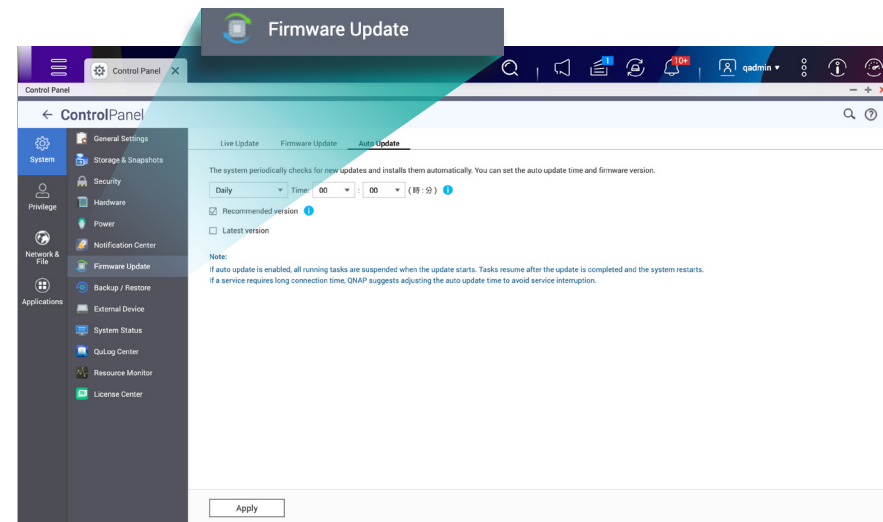 Firmware Update
Control Panel
1
10+
qadmin
Control Panel
ControlPanel
System
Privilege
Network & File
Applications
General Settings
Storage & Snapshots
Security
Hardware
Power
Notification Center
Firmware Update
Backup / Restore
External Device
System Status
QuLog Center
Resource Monitor
License Center
Live Update Firmware Update Auto Update
The system periodically checks for new updates and installs them automatically. You can set the auto update time and firmware version.
Daily Time: 00 : 00 (時 : 分)
Recommended version
Latest version
Note:
If auto update is enabled, all running tasks are suspended when the update starts. Tasks resume after the update is completed and the system restarts.
If a service requires long connection time, QNAP suggests adjusting the auto update time to avoid service interruption.
Apply